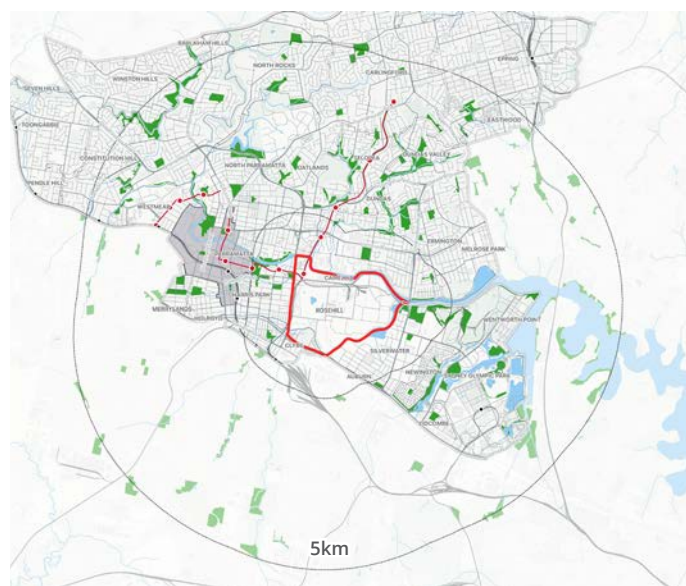 BAULKHAM HILLS
NORTH ROCKS
CARLINGFORD
EPPING
WINSTON HILLS
SEVEN HILLS
TOONGABBIE
EASTWOOD
CONSTITUTION HILL
NORTH PARRAMATTA
OATLANDS
TELOPEA
DUNDAS VALLEY
PENDLE HILL
WESTMEAD
DUNDAS
ERMINGTON
MELROSE PARK
PARRAMATTA
CAMELLIA
HARRIS PARK
MERRYLANDS
HOLROYD
ROSEHILL
WENTWORTH POINT
CLYDE
SILVERWATER
AUBURN
NEWINGTON
SYDNEY OLYMPIC PARK
LIDCOMBE
5km